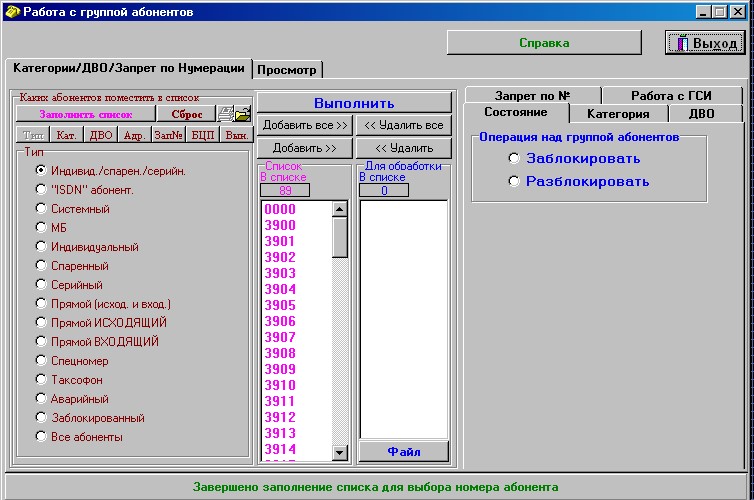 Работа с группой абонентов
Справка
Выход
Категории/ДВО/Запрет по Нумерации
Просмотр
Каких абонентов поместить в список
Заполнить список
Сброс
Тип
Кат.
ДВО
Адр.
Зап№
БЦП
Вын.
Тип
Индивид./спарен./серийн.
"ISDN" абонент.
Системный
МБ
Индивидуальный
Спаренный
Серийный
Прямой (исход. и вход.)
Прямой ИСХОДЯЩИЙ
Прямой ВХОДЯЩИЙ
Спецномер
Таксофон
Аварийный
Заблокированный
Все абоненты
Выполнить
Добавить все >>
<< Удалить все
Добавить >>
<< Удалить
Список
В списке
89
0000
3900
3901
3902
3903
3904
3905
3906
3907
3908
3909
3910
3911
3912
3913
3914
Для обработки
В списке
0
Файл
Запрет по №
Работа с ГСИ
Состояние
Категория
ДВО
Операция над группой абонентов
Заблокировать
Разблокировать
Завершено заполнение списка для выбора номера абонента